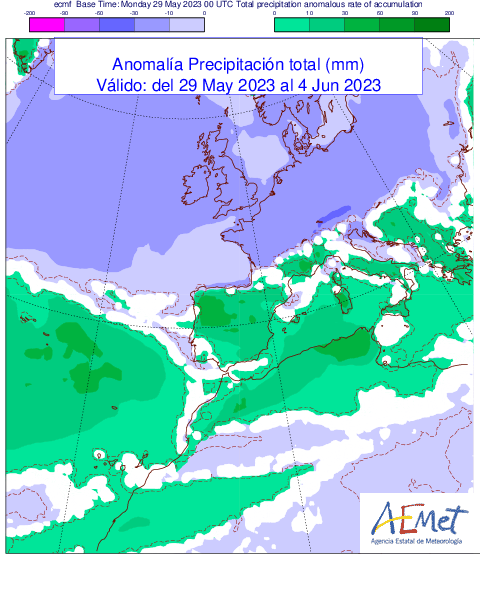 ecmf Base Time: Monday 29 May 2023 00 UTC Total precipitation anomalous rate of accumulation
-200 -90 -60 -30 -10 0 0 10 30 60 90 200
Anomalía Precipitación total (mm)
Válido: del 29 May 2023 al 4 Jun 2023
AEMet
Agencia Estatal de Meteorología